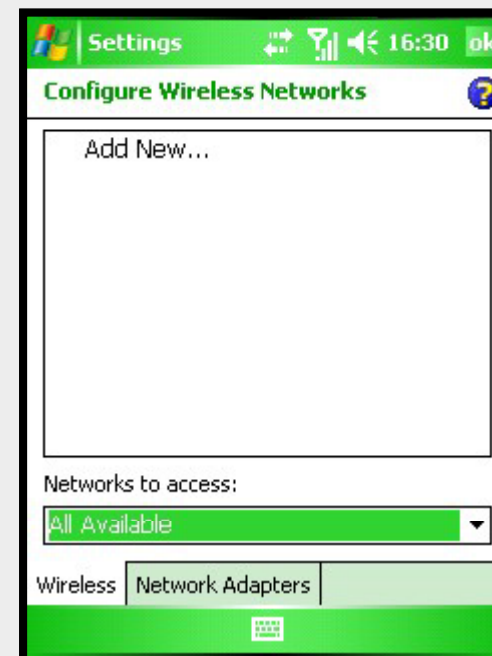 Settings 16:30 ok
Configure Wireless Networks ?
Add New...
Networks to access:
All Available
Wireless Network Adapters